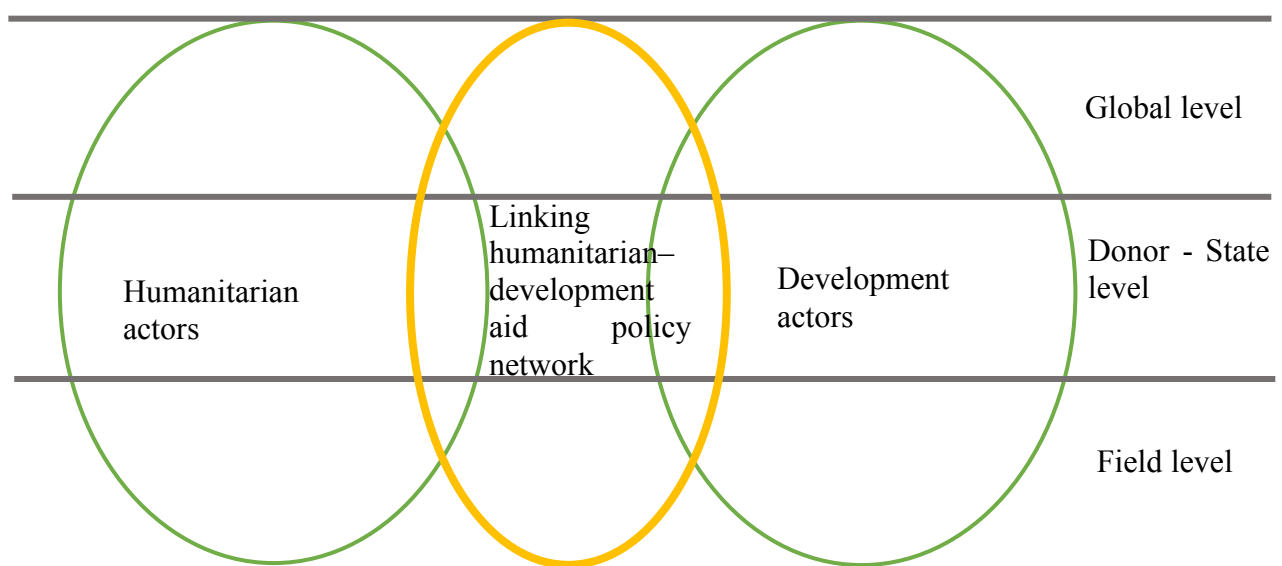 Global level
Humanitarian
actors
Linking
humanitarian–
development
aid policy
network
Development
actors
Donor - State
level
Field level